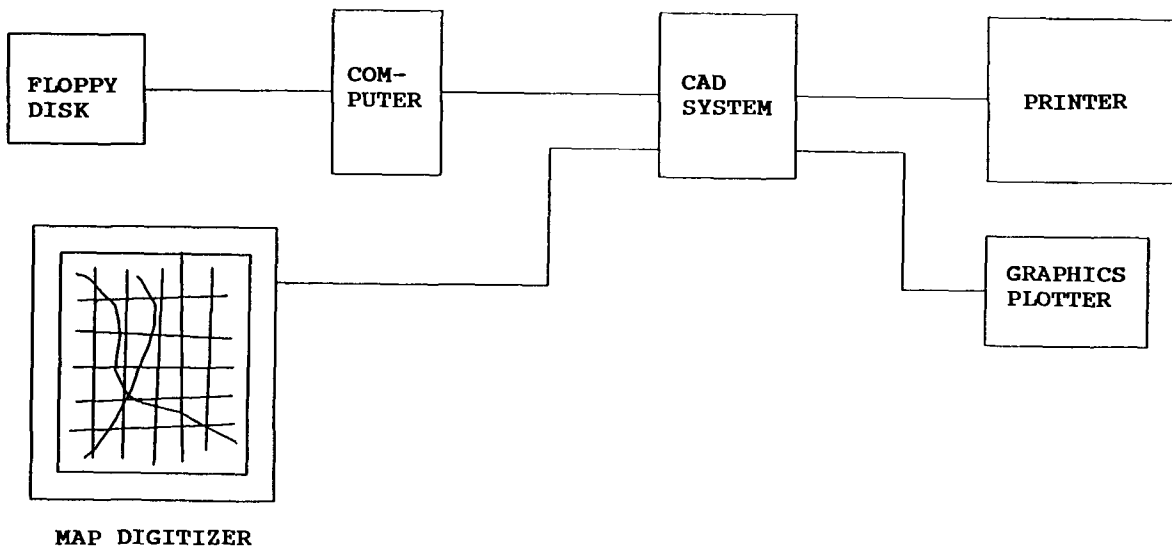 FLOPPY
DISK
COM-
PUTER
CAD
SYSTEM
PRINTER
GRAPHICS
PLOTTER
MAP DIGITIZER